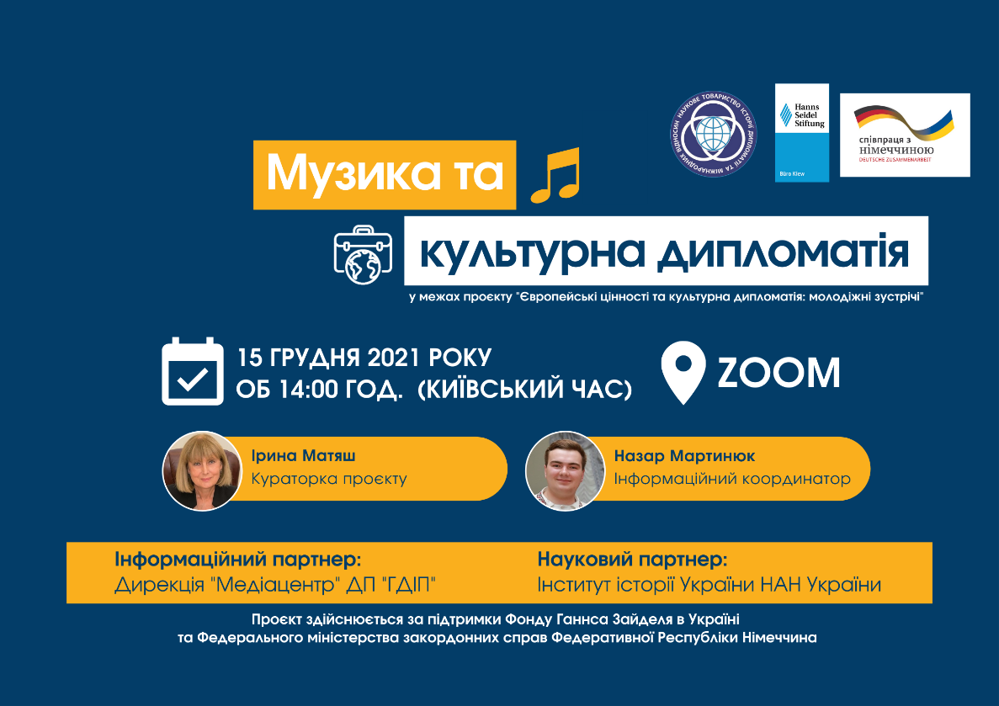 НАУКОВЕ ТОВАРИСТВО ІСТОРІЇ ДИПЛОМАТІЇ ТА МІЖНАРОДНИХ ВІДНОСИН
Hanns
Seidel
Stiftung
Büro Kiew
співпраця з
німеччиною
DEUTSCHE ZUSAMMENARBEIT
Музика та
культурна дипломатія
у межах проєкту "Європейські цінності та культурна дипломатія: молодіжні зустрічі"
15 ГРУДНЯ 2021 РОКУ
ОБ 14:00 ГОД. (КИЇВСЬКИЙ ЧАС)
ZOOM
Ірина Матяш
Кураторка проєкту
Назар Мартинюк
Інформаційний координатор
Інформаційний партнер:
Дирекція "Медіацентр" ДП "ГДІП"
Науковий партнер:
Інститут історії України НАН України
Проєкт здійснюється за підтримки Фонду Ганнса Зайделя в Україні
та Федерального міністерства закордонних справ Федеративної Республіки Німеччина